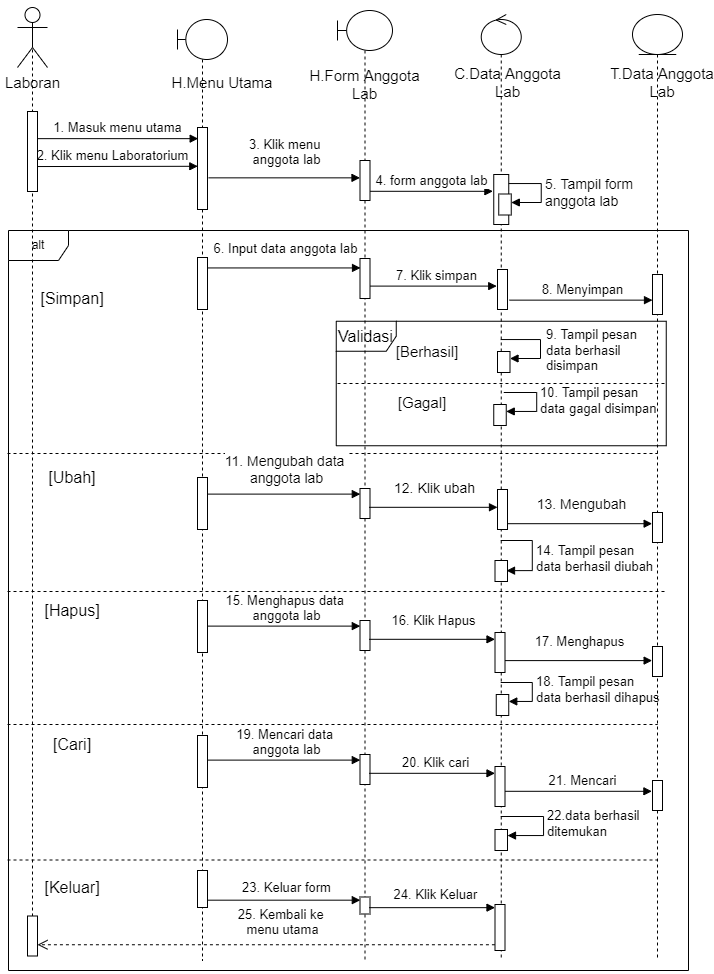 Laboran
H.Menu Utama
H.Form Anggota
Lab
C.Data Anggota
Lab
T.Data Anggota
Lab
1. Masuk menu utama
2. Klik menu Laboratorium
3. Klik menu
anggota lab
4. form anggota lab
5. Tampil form
anggota lab
alt
6. Input data anggota lab
[Simpan]
7. Klik simpan
8. Menyimpan
Validasi
[Berhasil]
9. Tampil pesan
data berhasil
disimpan
[Gagal]
10. Tampil pesan
data gagal disimpan
[Ubah]
11. Mengubah data
anggota lab
12. Klik ubah
13. Mengubah
14. Tampil pesan
data berhasil diubah
[Hapus]
15. Menghapus data
anggota lab
16. Klik Hapus
17. Menghapus
18. Tampil pesan
data berhasil dihapus
[Cari]
19. Mencari data
anggota lab
20. Klik cari
21. Mencari
22.data berhasil
ditemukan
[Keluar]
23. Keluar form
24. Klik Keluar
25. Kembali ke
menu utama